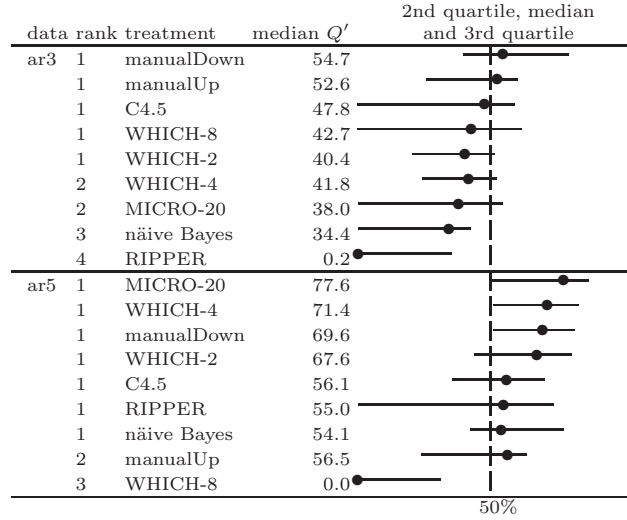 2nd quartile, median
data rank treatment median Q′ and 3rd quartile
ar3 1 manualDown 54.7
1 manualUp 52.6
1 C4.5 47.8
1 WHICH-8 42.7
1 WHICH-2 40.4
2 WHICH-4 41.8
2 MICRO-20 38.0
3 näive Bayes 34.4
4 RIPPER 0.2
ar5 1 MICRO-20 77.6
1 WHICH-4 71.4
1 manualDown 69.6
1 WHICH-2 67.6
1 C4.5 56.1
1 RIPPER 55.0
1 näive Bayes 54.1
2 manualUp 56.5
3 WHICH-8 0.0
50%